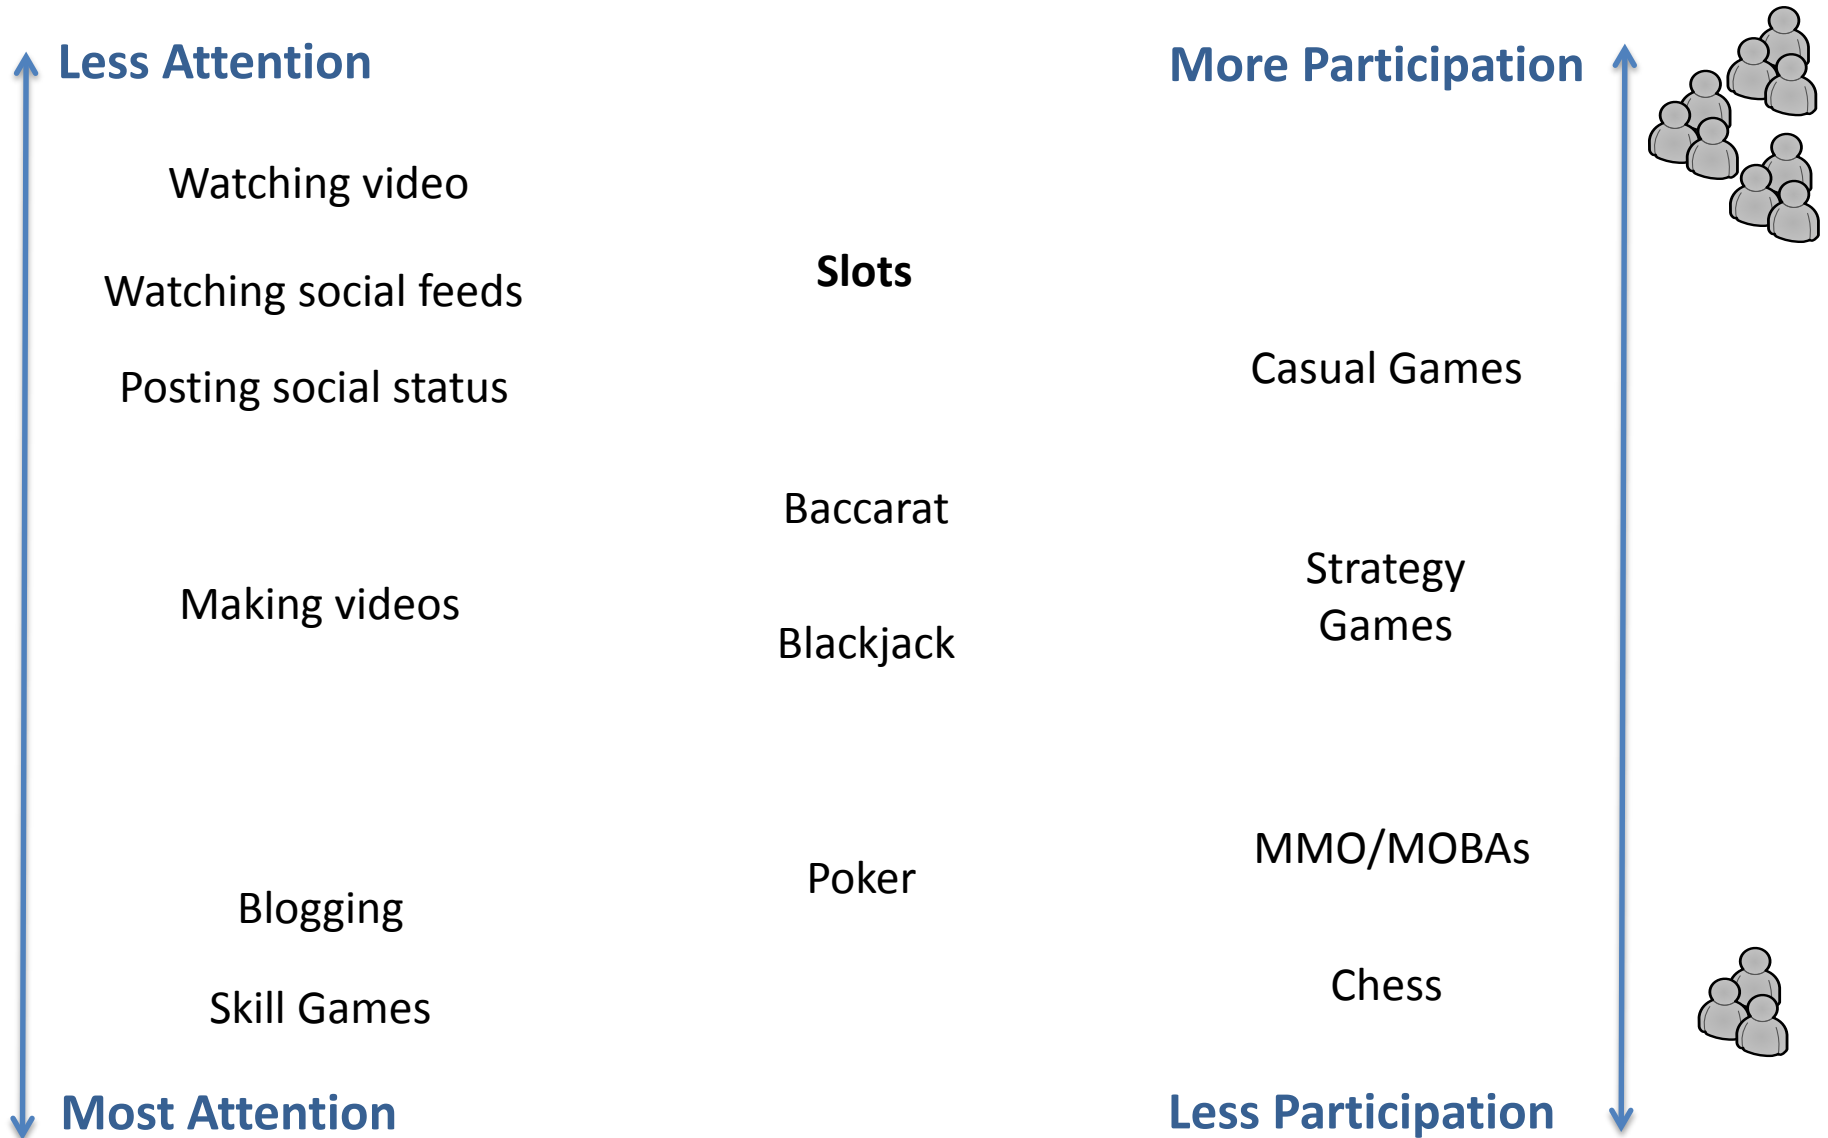 Less Attention
More Participation
Watching video
Slots
Watching social feeds
Casual Games
Posting social status
Baccarat
Strategy
Games
Making videos
Blackjack
MMO/MOBAs
Poker
Blogging
Chess
Skill Games
Most Attention
Less Participation